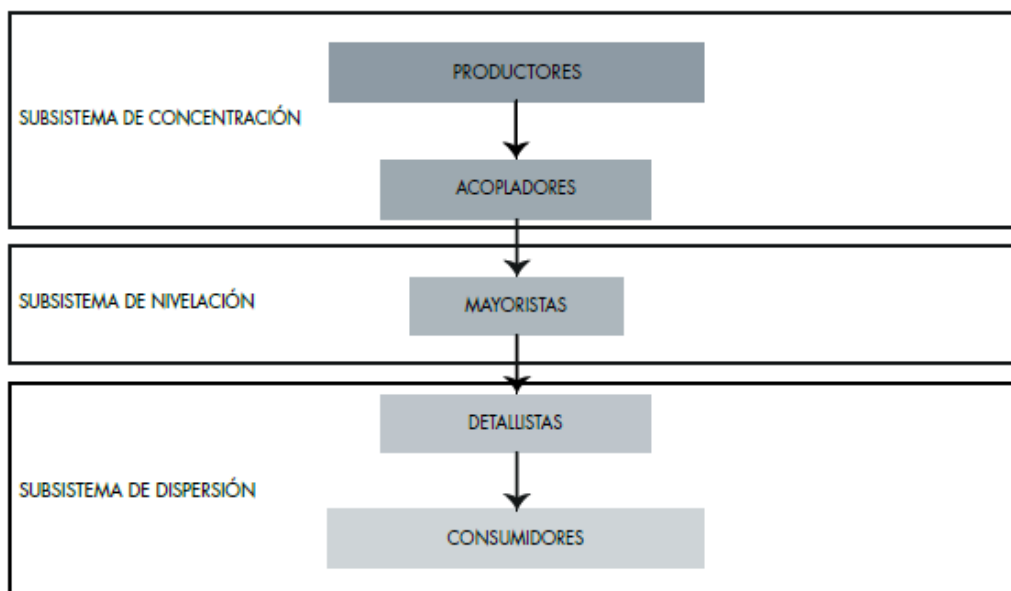 PRODUCTORES
SUBSISTEMA DE CONCENTRACIÓN
ACOPLADORES
SUBSISTEMA DE NIVELACIÓN
MAYORISTAS
DETALLISTAS
SUBSISTEMA DE DISPERSIÓN
CONSUMIDORES